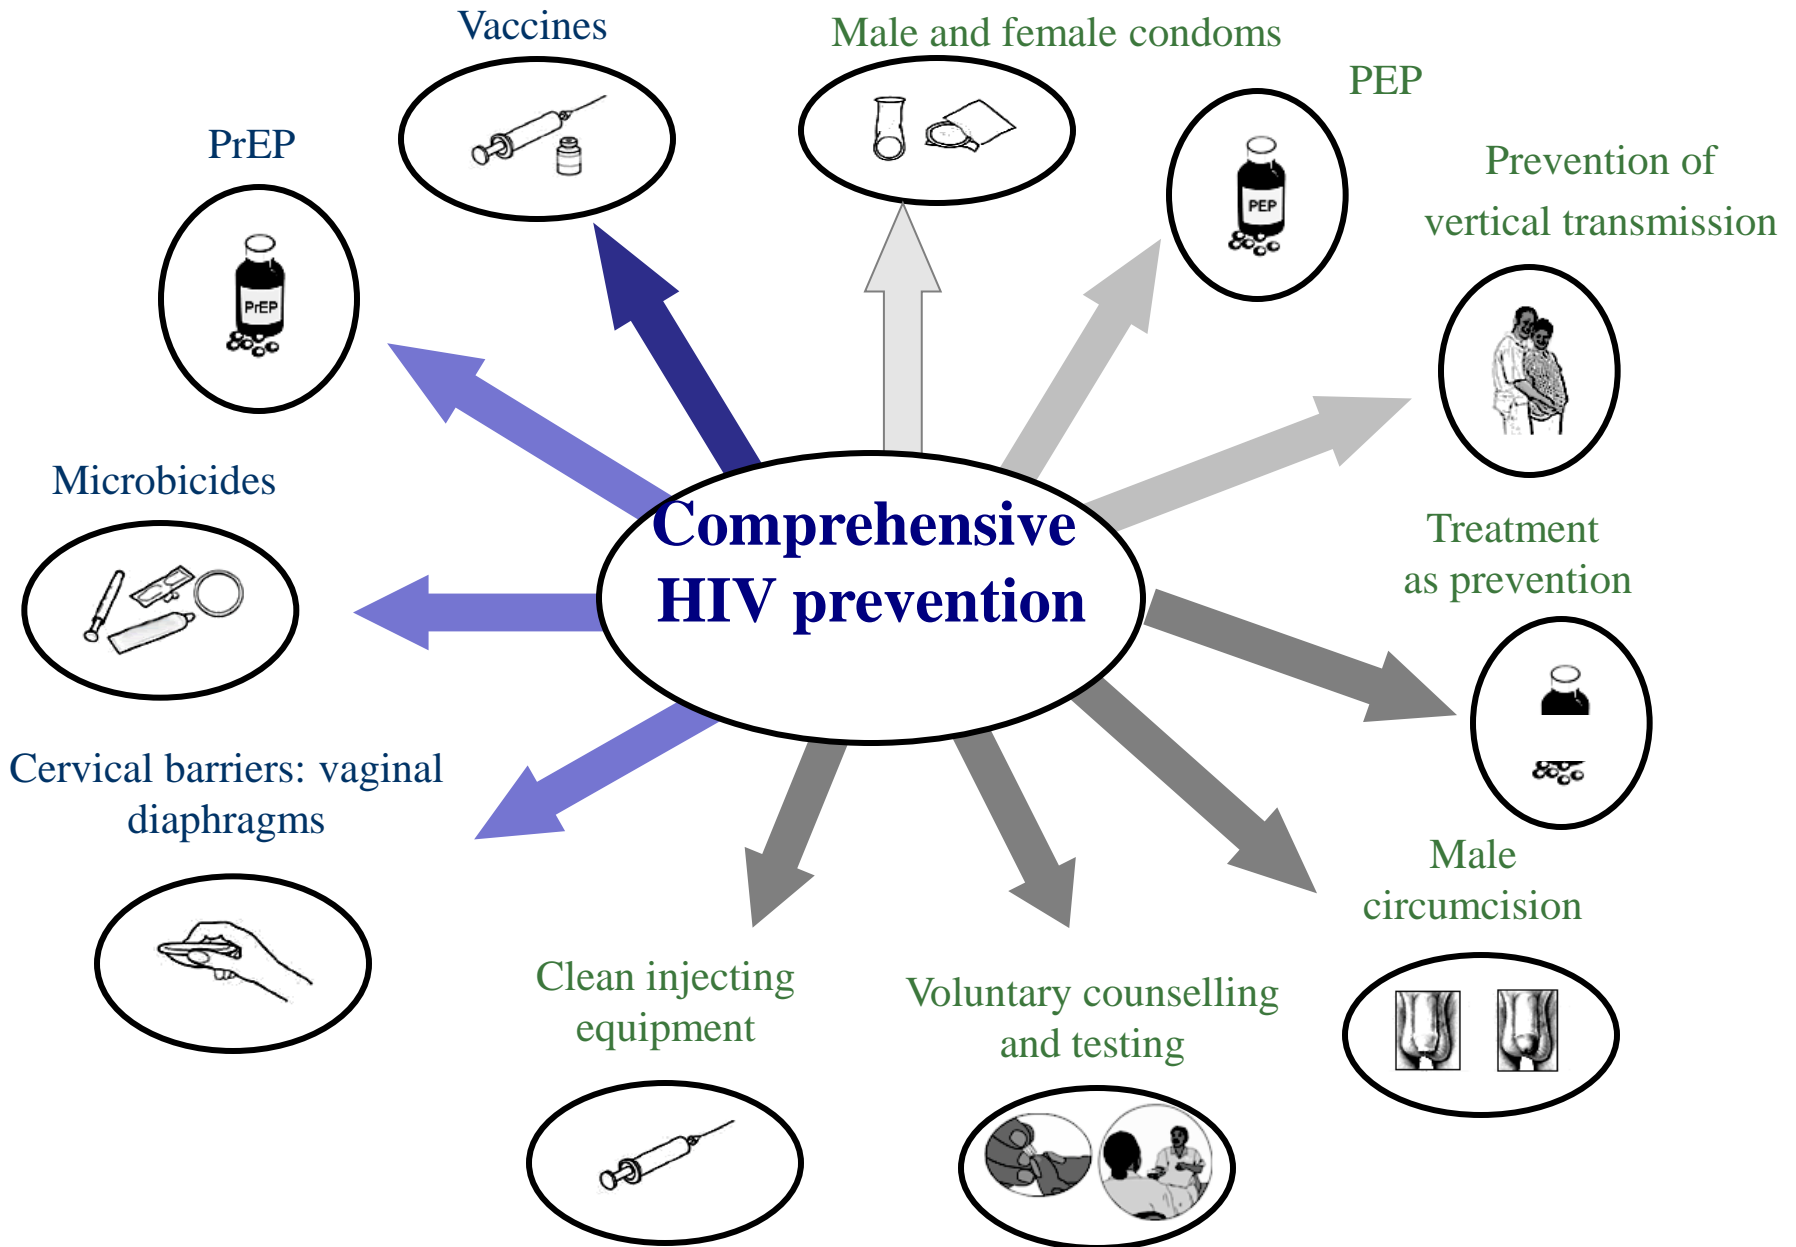 Vaccines
Male and female condoms
PEP
PrEP
Prevention of
vertical transmission
PEP
PrEP
Microbicides
Comprehensive
HIV prevention
Treatment
as prevention
Cervical barriers: vaginal
diaphragms
Male
circumcision
Clean injecting
equipment
Voluntary counselling
and testing